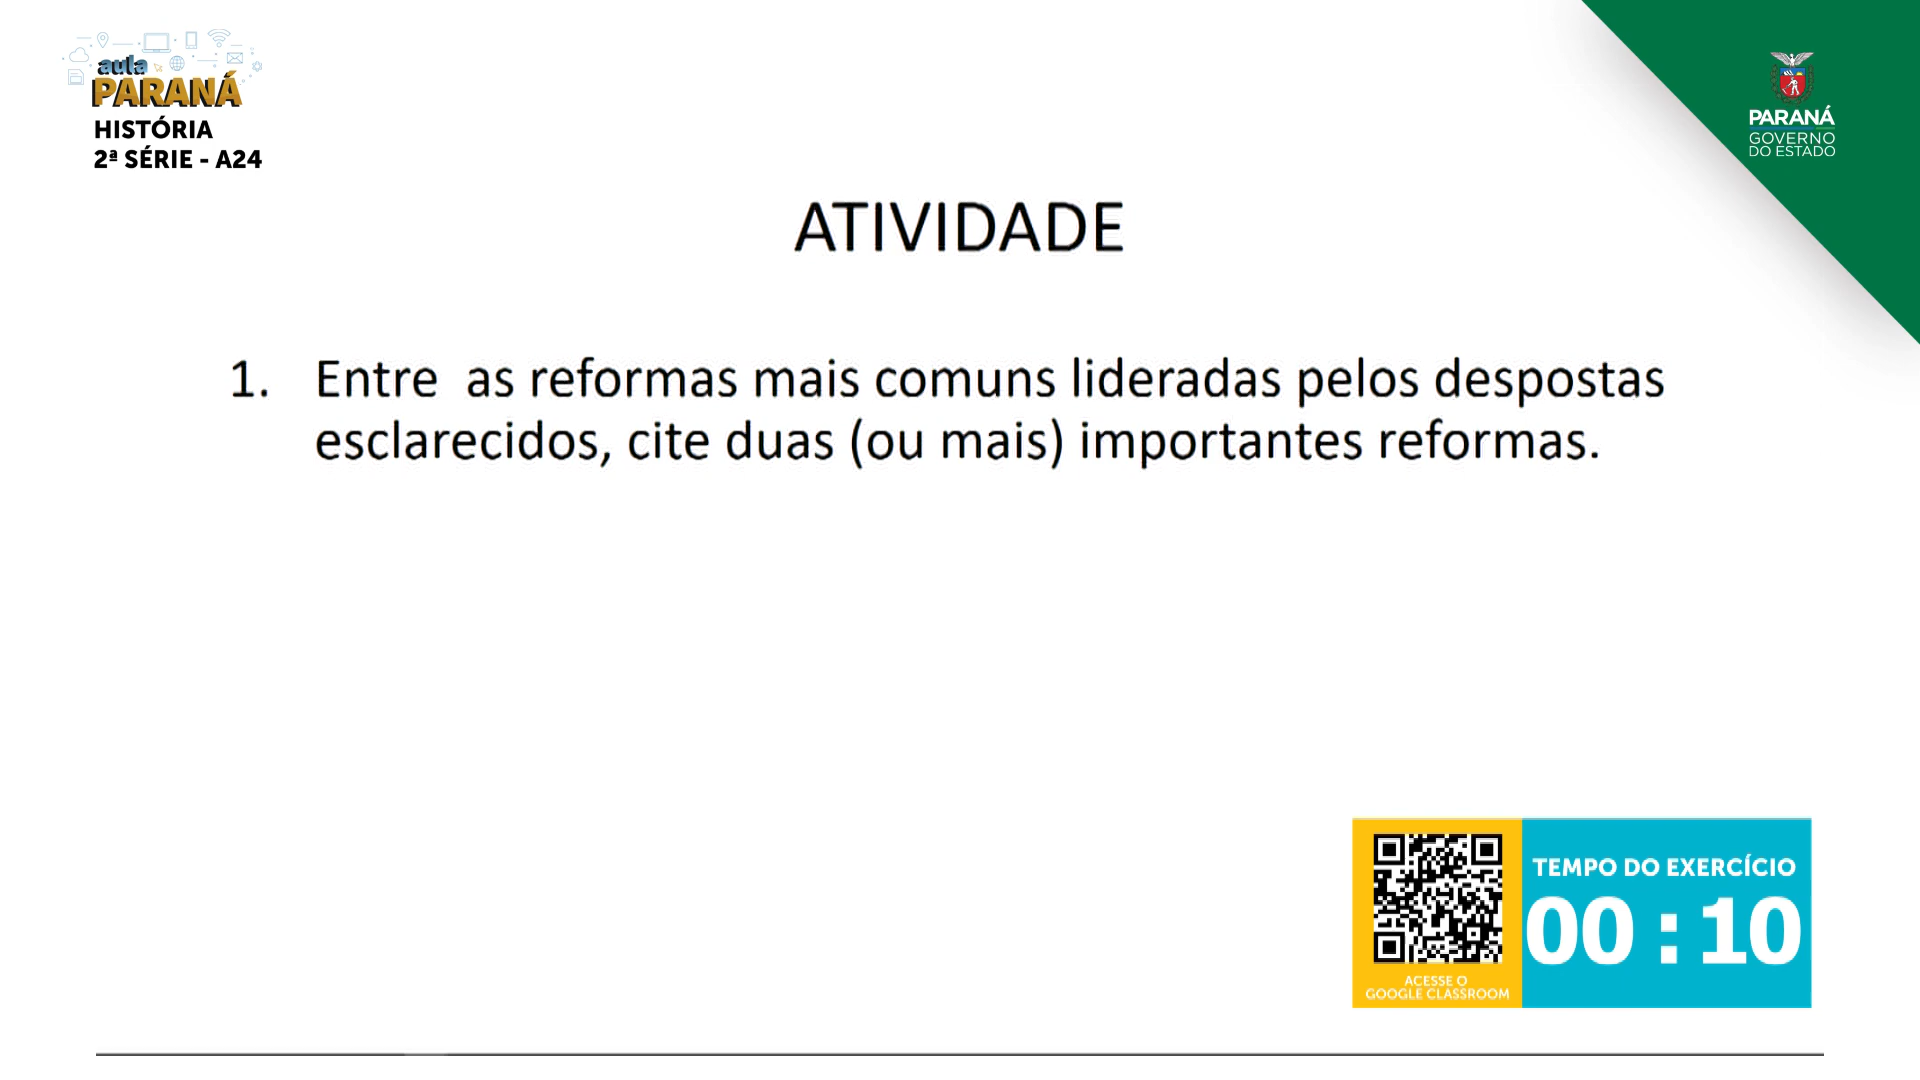 aula
PARANÁ
HISTÓRIA
2ª SÉRIE - A24
PARANÁ
GOVERNO
DO ESTADO
ATIVIDADE
1. Entre as reformas mais comuns lideradas pelos despostas
esclarecidos, cite duas (ou mais) importantes reformas.
TEMPO DO EXERCÍCIO
00 : 10
ACESSE O
GOOGLE CLASSROOM